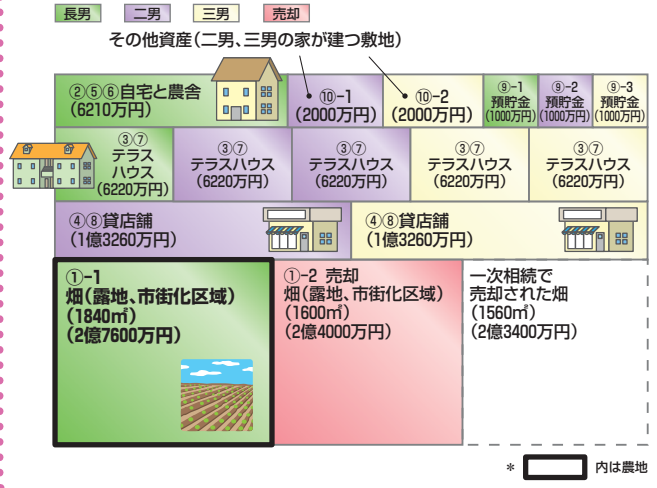 長男 二男 三男 売却
その他資産(二男、三男の家が建つ敷地)
②⑤⑥自宅と農舎
(6210万円)
⑩-1
(2000万円)
⑩-2
(2000万円)
⑨-1
預貯金
(1000万円)
⑨-2
預貯金
(1000万円)
⑨-3
預貯金
(1000万円)
③⑦
テラス
ハウス
(6220万円)
③⑦
テラスハウス
(6220万円)
③⑦
テラスハウス
(6220万円)
③⑦
テラスハウス
(6220万円)
③⑦
テラスハウス
(6220万円)
④⑧貸店舗
(1億3260万円)
④⑧貸店舗
(1億3260万円)
①-1
畑(露地、市街化区域)
(1840㎡)
(2億7600万円)
①-2 売却
畑(露地、市街化区域)
(1600㎡)
(2億4000万円)
一次相続で
売却された畑
(1560㎡)
(2億3400万円)
* 内は農地